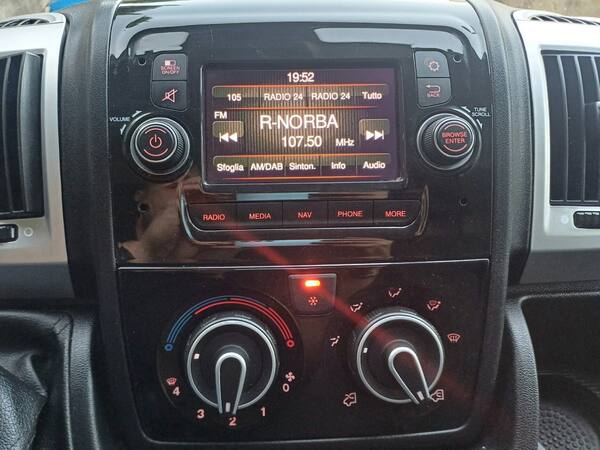 19:52
SCREEN
ON/OFF
105 RADIO 24 RADIO 24 Tutto
BACK
VOLUME
TUNE
SCROLL
FM
R-NORBA
107.50 MHz
BROWSE
ENTER
Sfoglia AM/DAB Sinton. Info Audio
RADIO MEDIA NAV PHONE MORE
4 3 2 1 0